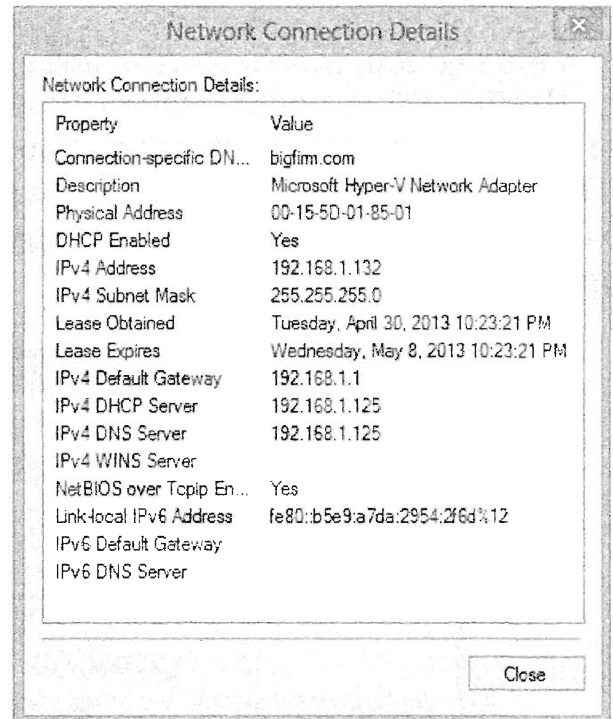 Network Connection Details
Network Connection Details:
Property Value
Connection-specific DN... bigfirm.com
Description Microsoft Hyper-V Network Adapter
Physical Address 00-15-5D-01-85-01
DHCP Enabled Yes
IPv4 Address 192.168.1.132
IPv4 Subnet Mask 255.255.255.0
Lease Obtained Tuesday, April 30, 2013 10:23:21 PM
Lease Expires Wednesday, May 8, 2013 10:23:21 PM
IPv4 Default Gateway 192.168.1.1
IPv4 DHCP Server 192.168.1.125
IPv4 DNS Server 192.168.1.125
IPv4 WINS Server
NetBIOS over Tcpip En... Yes
Link-local IPv6 Address fe80::b5e9:a7da:2954:2f6d%12
IPv6 Default Gateway
IPv6 DNS Server
Close